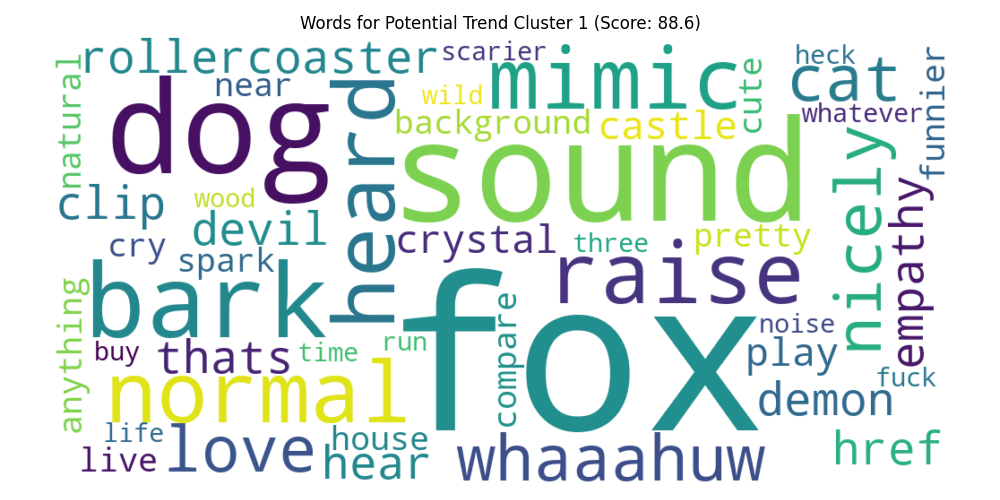 Words for Potential Trend Cluster 1 (Score: 88.6)
rollercoaster
scarier
mimic
heck
cat
natural
near
dog
heard
wild
cute
whatever
funnier
background
castle
sound
clip
wood
devil
crystal
three
pretty
nicely
empathy
cry
spark
raise
bark
fox
compare
anything
buy
thats
time
run
noise
play
normal
fuck
demon
life
live
love
house
hear
whaaahuw
href